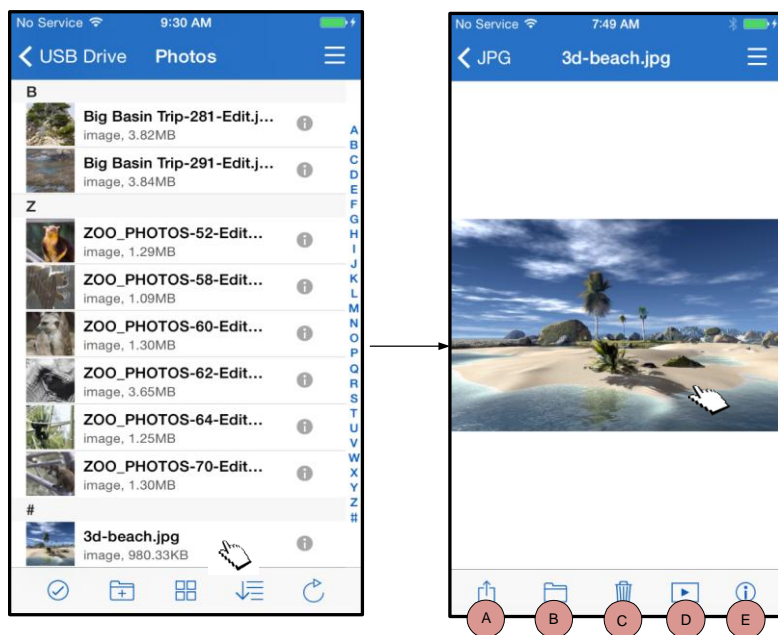 No Service 9:30 AM
USB Drive Photos
B
Big Basin Trip-281-Edit.j...
image, 3.82MB
Big Basin Trip-291-Edit.j...
image, 3.84MB
Z
ZOO_PHOTOS-52-Edit...
image, 1.29MB
ZOO_PHOTOS-58-Edit...
image, 1.09MB
ZOO_PHOTOS-60-Edit...
image, 1.30MB
ZOO_PHOTOS-62-Edit...
image, 3.65MB
ZOO_PHOTOS-64-Edit...
image, 1.25MB
ZOO_PHOTOS-70-Edit...
image, 1.30MB
#
3d-beach.jpg
image, 980.33KB
A
B
C
D
E
F
G
H
I
J
K
L
M
N
O
P
Q
R
S
T
U
V
W
X
Y
Z
#
No Service 7:49 AM
JPG 3d-beach.jpg
A B C D E